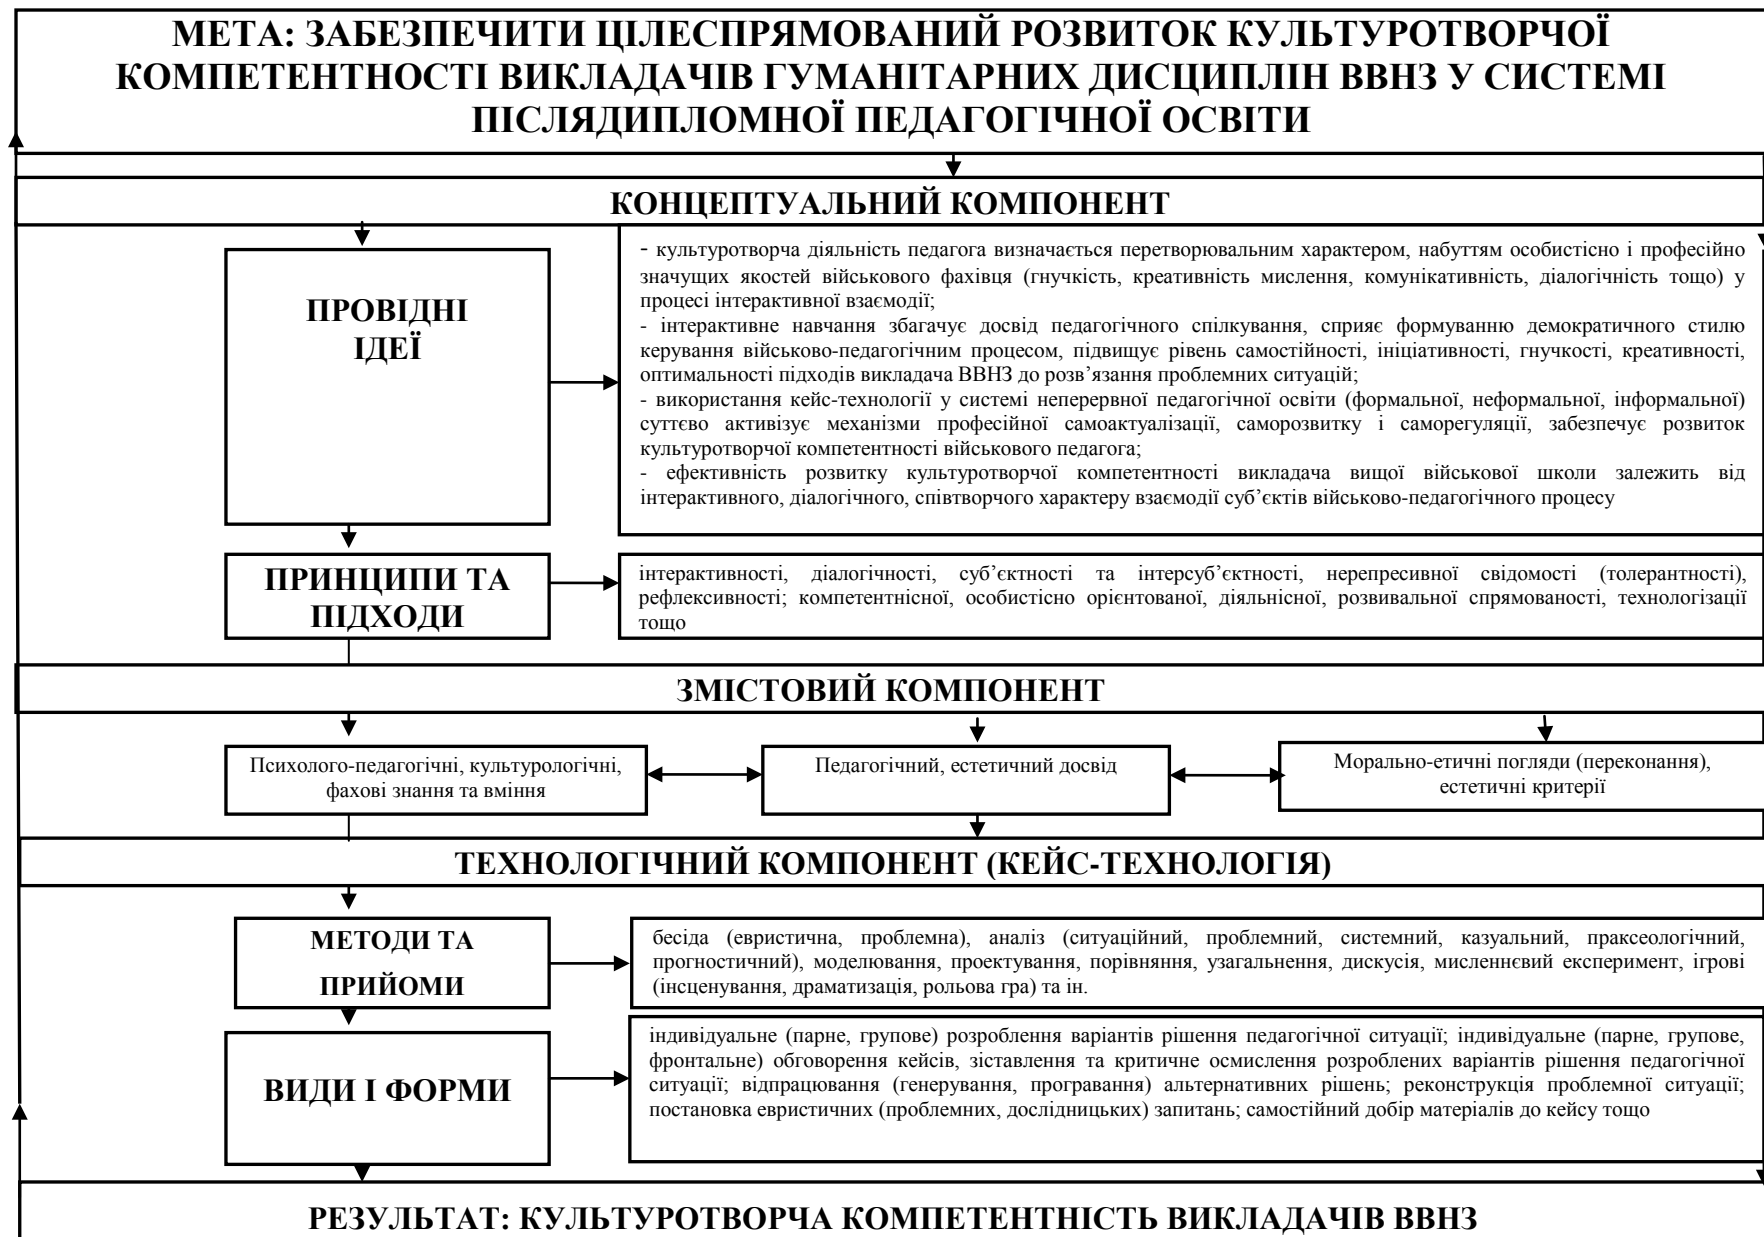 МЕТА: ЗАБЕЗПЕЧИТИ ЦІЛЕСПРЯМОВАНИЙ РОЗВИТОК КУЛЬТУРОТВОРЧОЇ
КОМПЕТЕНТНОСТІ ВИКЛАДАЧІВ ГУМАНІТАРНИХ ДИСЦИПЛІН ВВНЗ У СИСТЕМІ
ПІСЛЯДИПЛОМНОЇ ПЕДАГОГІЧНОЇ ОСВІТИ
КОНЦЕПТУАЛЬНИЙ КОМПОНЕНТ
ПРОВІДНІ
ІДЕЇ
- культуротворча діяльність педагога визначається перетворювальним характером, набуттям особистісно і професійно
значущих якостей військового фахівця (гнучкість, креативність мислення, комунікативність, діалогічність тощо) у
процесі інтерактивної взаємодії;
- інтерактивне навчання збагачує досвід педагогічного спілкування, сприяє формуванню демократичного стилю
керування військово-педагогічним процесом, підвищує рівень самостійності, ініціативності, гнучкості, креативності,
оптимальності підходів викладача ВВНЗ до розв’язання проблемних ситуацій;
- використання кейс-технології у системі неперервної педагогічної освіти (формальної, неформальної, інформальної)
суттєво активізує механізми професійної самоактуалізації, саморозвитку і саморегуляції, забезпечує розвиток
культуротворчої компетентності військового педагога;
- ефективність розвитку культуротворчої компетентності викладача вищої військової школи залежить від
інтерактивного, діалогічного, співтворчого характеру взаємодії суб’єктів військово-педагогічного процесу
ПРИНЦИПИ ТА
ПІДХОДИ
інтерактивності, діалогічності, суб’єктності та інтерсуб’єктності, нерепресивної свідомості (толерантності),
рефлексивності; компетентнісної, особистісно орієнтованої, діяльнісної, розвивальної спрямованості, технологізації
тощо
ЗМІСТОВИЙ КОМПОНЕНТ
Психолого-педагогічні, культурологічні,
фахові знання та вміння
Педагогічний, естетичний досвід
Морально-етичні погляди (переконання),
естетичні критерії
ТЕХНОЛОГІЧНИЙ КОМПОНЕНТ (КЕЙС-ТЕХНОЛОГІЯ)
МЕТОДИ ТА
ПРИЙОМИ
бесіда (евристична, проблемна), аналіз (ситуаційний, проблемний, системний, казуальний, праксеологічний,
прогностичний), моделювання, проектування, порівняння, узагальнення, дискусія, мисленнєвий експеримент, ігрові
(інсценування, драматизація, рольова гра) та ін.
ВИДИ І ФОРМИ
індивідуальне (парне, групове) розроблення варіантів рішення педагогічної ситуації; індивідуальне (парне, групове,
фронтальне) обговорення кейсів, зіставлення та критичне осмислення розроблених варіантів рішення педагогічної
ситуації; відпрацювання (генерування, програвання) альтернативних рішень; реконструкція проблемної ситуації;
постановка евристичних (проблемних, дослідницьких) запитань; самостійний добір матеріалів до кейсу тощо
РЕЗУЛЬТАТ: КУЛЬТУРОТВОРЧА КОМПЕТЕНТНІСТЬ ВИКЛАДАЧІВ ВВНЗ